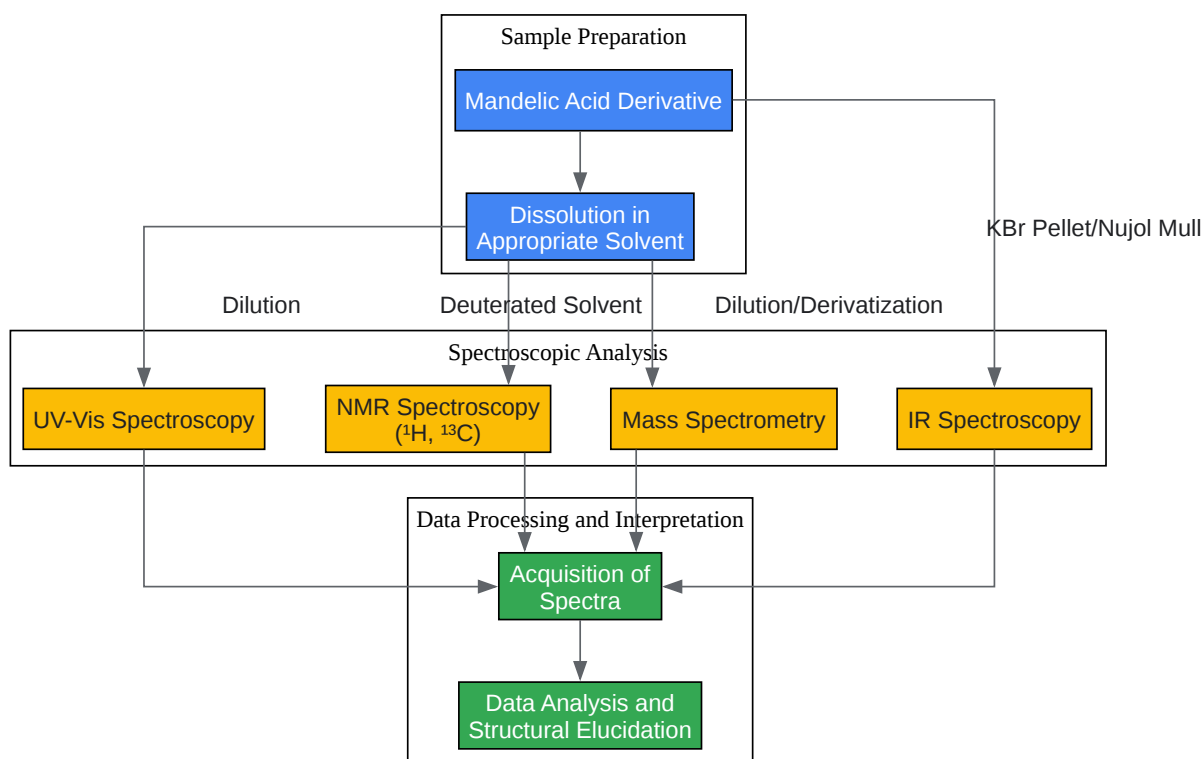 Sample Preparation
Mandelic Acid Derivative
Dissolution in
Appropriate Solvent
KBr Pellet/Nujol Mull
Dilution
Deuterated Solvent
Dilution/Derivatization
Spectroscopic Analysis
UV-Vis Spectroscopy
NMR Spectroscopy
(¹H, ¹³C)
Mass Spectrometry
IR Spectroscopy
Data Processing and Interpretation
Acquisition of
Spectra
Data Analysis and
Structural Elucidation